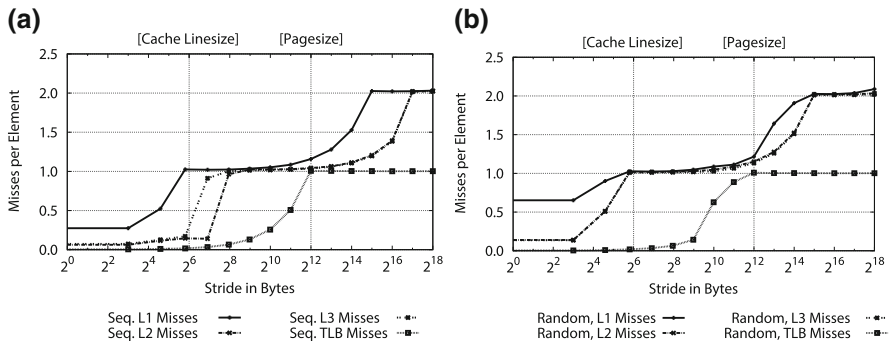 (a)
[Cache Linesize] [Pagesize]
2.5
2.0
1.5
1.0
0.5
0.0
Misses per Element
2^0 2^2 2^4 2^6 2^8 2^10 2^12 2^14 2^16 2^18
Stride in Bytes
Seq. L1 Misses Seq. L3 Misses
Seq. L2 Misses Seq. TLB Misses
(b)
[Cache Linesize] [Pagesize]
2.5
2.0
1.5
1.0
0.5
0.0
Misses per Element
2^0 2^2 2^4 2^6 2^8 2^10 2^12 2^14 2^16 2^18
Stride in Bytes
Random, L1 Misses Random, L3 Misses
Random, L2 Misses Random, TLB Misses